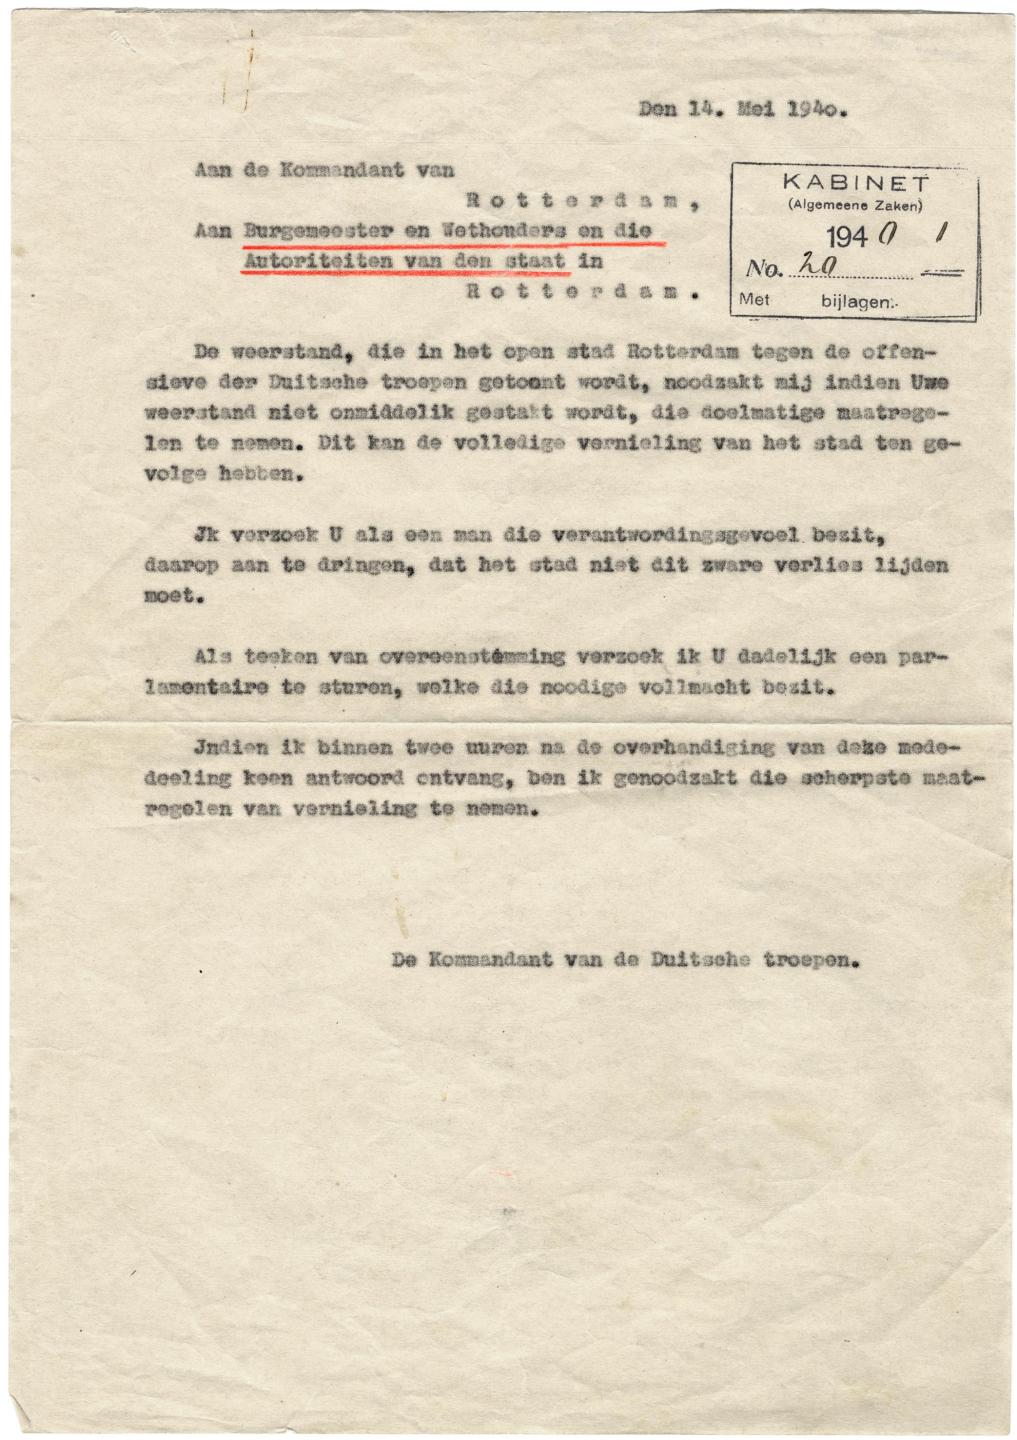 Den 14. Mei 1940.
Aan de Kommandant van
Rotterdam,
Aan Burgemeester en Wethouders en die
Autoriteiten van den staat in
Rotterdam.
KABINET
(Algemeene Zaken)
1940 1
No. 20
Met bijlagen:-
De weerstand, die in het open stad Rotterdam tegen de offen-
sieve der Duitsche troepen getoont wordt, noodzakt mij indien Uwe
weerstand niet onmiddelik gestakt wordt, die doelmatige maatrege-
len te nemen. Dit kan de volledige vernieling van het stad ten ge-
volge hebben.
Jk verzoek U als een man die verantwordingsgevoel bezit,
daarop aan te dringen, dat het stad niet dit zware verlies lijden
moet.
Als teeken van overeenstemming verzoek ik U dadelijk een par-
lamentaire te sturen, welke die noodige vollmacht bezit.
Jndien ik binnen twee uuren na de overhandiging van deze mede-
deeling keen antwoord ontvang, ben ik genoodzakt die scherpste maat-
regelen van vernieling te nemen.
De Kommandant van de Duitsche troepen.